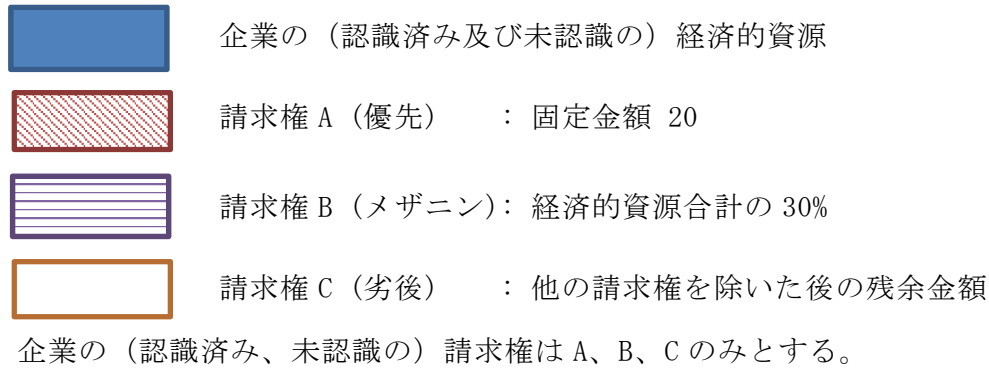 企業の（認識済み及び未認識の）経済的資源
請求権 A（優先）　： 固定金額 20
請求権 B（メザニン）： 経済的資源合計の 30%
請求権 C（劣後）　： 他の請求権を除いた後の残余金額
企業の（認識済み、未認識の）請求権は A、B、C のみとする。